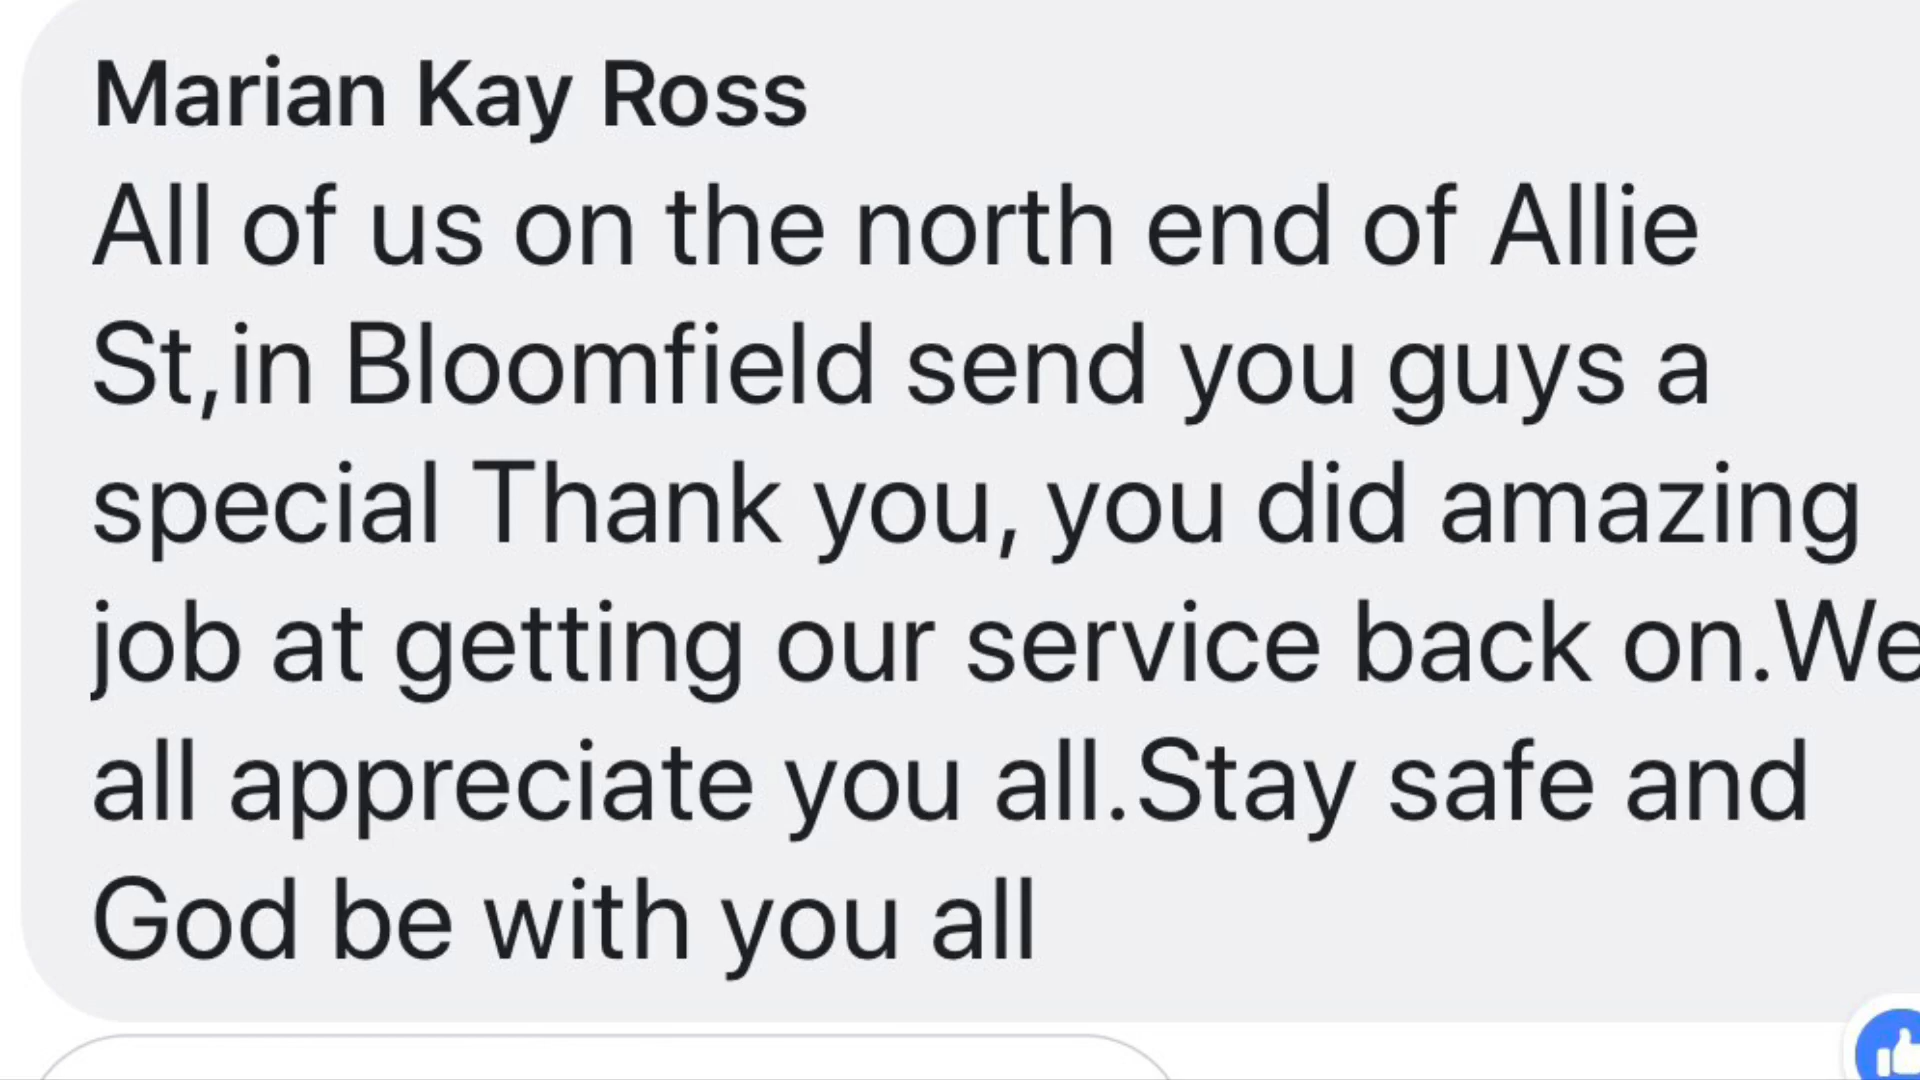 Marian Kay Ross
All of us on the north end of Allie
St,in Bloomfield send you guys a
special Thank you, you did amazing
job at getting our service back on.We
all appreciate you all.Stay safe and
God be with you all